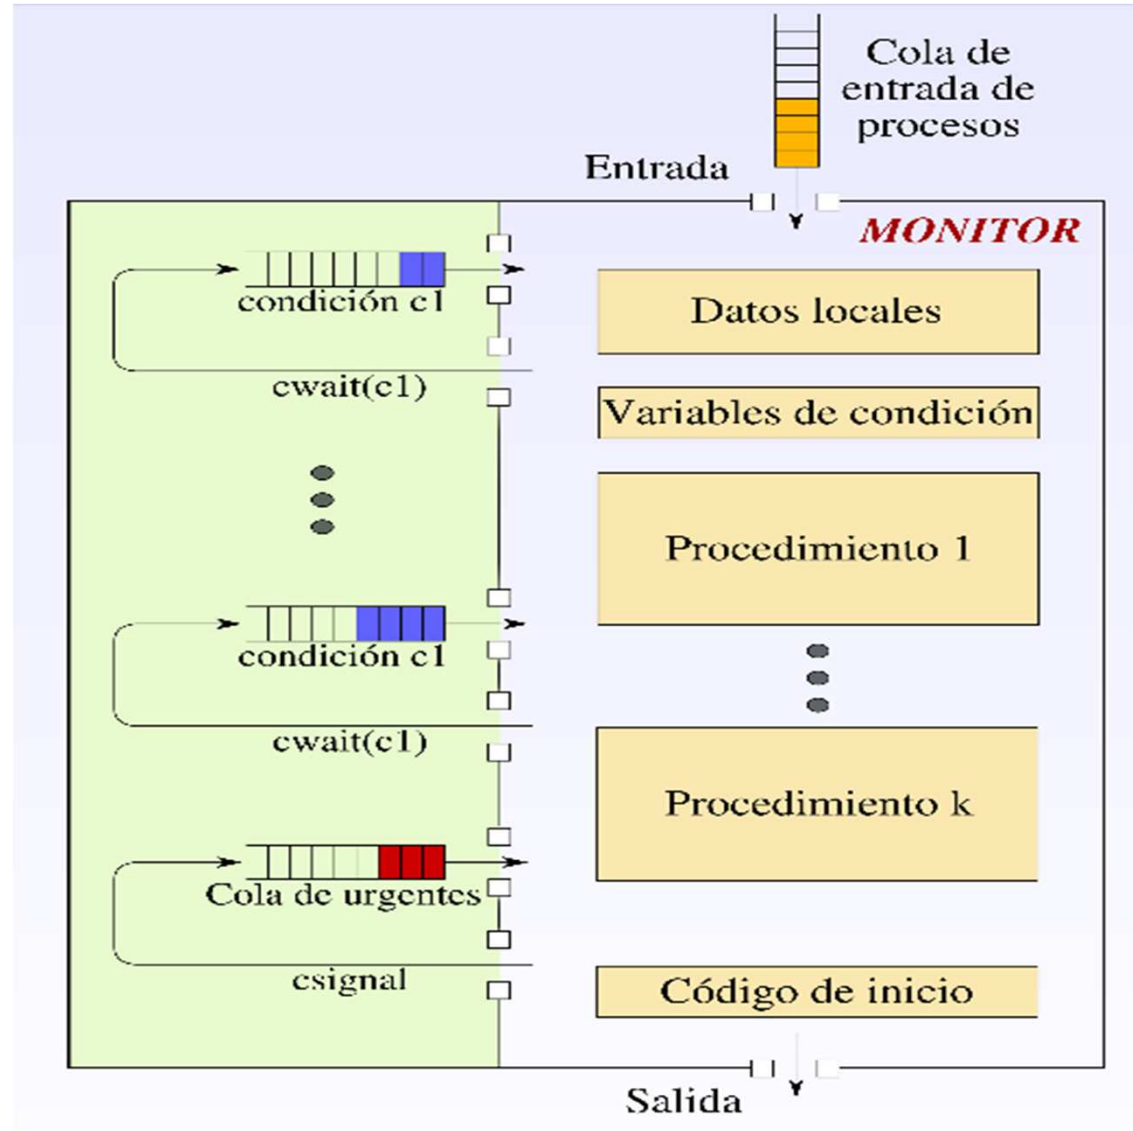 Cola de
entrada de
procesos
Entrada
MONITOR
condición c1
cwait(c1)
condición c1
cwait(c1)
Cola de urgentes
csignal
Datos locales
Variables de condición
Procedimiento 1
Procedimiento k
Código de inicio
Salida